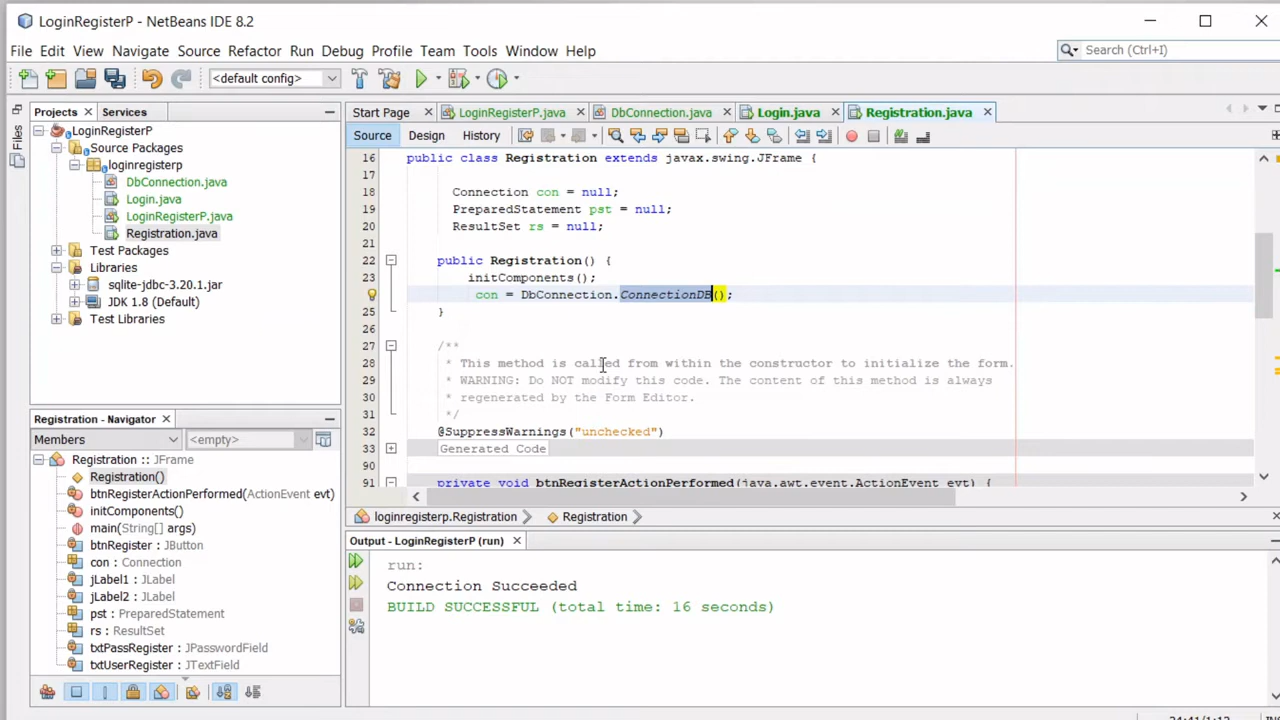 LoginRegisterP - NetBeans IDE 8.2
File Edit View Navigate Source Refactor Run Debug Profile Team Tools Window Help
Search (Ctrl+I)
<default config>
Projects Services
Files
LoginRegisterP
Source Packages
loginregisterp
DbConnection.java
Login.java
LoginRegisterP.java
Registration.java
Test Packages
Libraries
sqlite-jdbc-3.20.1.jar
JDK 1.8 (Default)
Test Libraries
Registration - Navigator
Members <empty>
Registration :: JFrame
Registration()
btnRegisterActionPerformed(ActionEvent evt)
initComponents()
main(String[] args)
btnRegister : JButton
con : Connection
jLabel1 : JLabel
jLabel2 : JLabel
pst : PreparedStatement
rs : ResultSet
txtPassRegister : JPasswordField
txtUserRegister : JTextField
Start Page LoginRegisterP.java DbConnection.java Login.java Registration.java
Source Design History
16 public class Registration extends javax.swing.JFrame {
17
18 Connection con = null;
19 PreparedStatement pst = null;
20 ResultSet rs = null;
21
22 public Registration() {
23 initComponents();
con = DbConnection.ConnectionDB();
25 }
26
27 /**
28 * This method is called from within the constructor to initialize the form.
29 * WARNING: Do NOT modify this code. The content of this method is always
30 * regenerated by the Form Editor.
31 */
32 @SuppressWarnings("unchecked")
33 Generated Code
90
91 private void btnRegisterActionPerformed(java.awt.event.ActionEvent evt) {
loginregisterp.Registration Registration
Output - LoginRegisterP (run)
run:
Connection Succeeded
BUILD SUCCESSFUL (total time: 16 seconds)